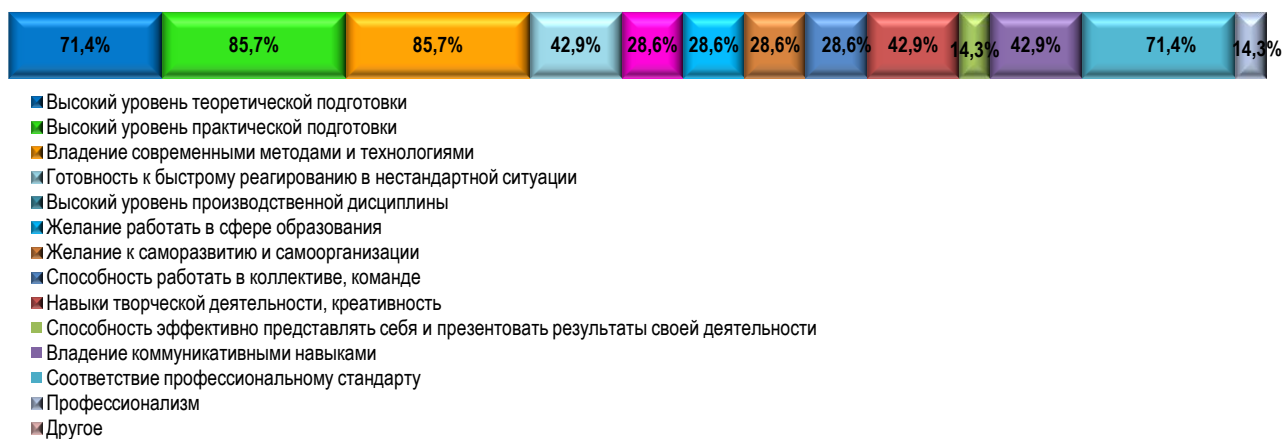 71,4% 85,7% 85,7% 42,9% 28,6% 28,6% 28,6% 28,6% 42,9% 14,3% 42,9% 71,4% 14,3%
Высокий уровень теоретической подготовки
Высокий уровень практической подготовки
Владение современными методами и технологиями
Готовность к быстрому реагированию в нестандартной ситуации
Высокий уровень производственной дисциплины
Желание работать в сфере образования
Желание к саморазвитию и самоорганизации
Способность работать в коллективе, команде
Навыки творческой деятельности, креативность
Способность эффективно представлять себя и презентовать результаты своей деятельности
Владение коммуникативными навыками
Соответствие профессиональному стандарту
Профессионализм
Другое